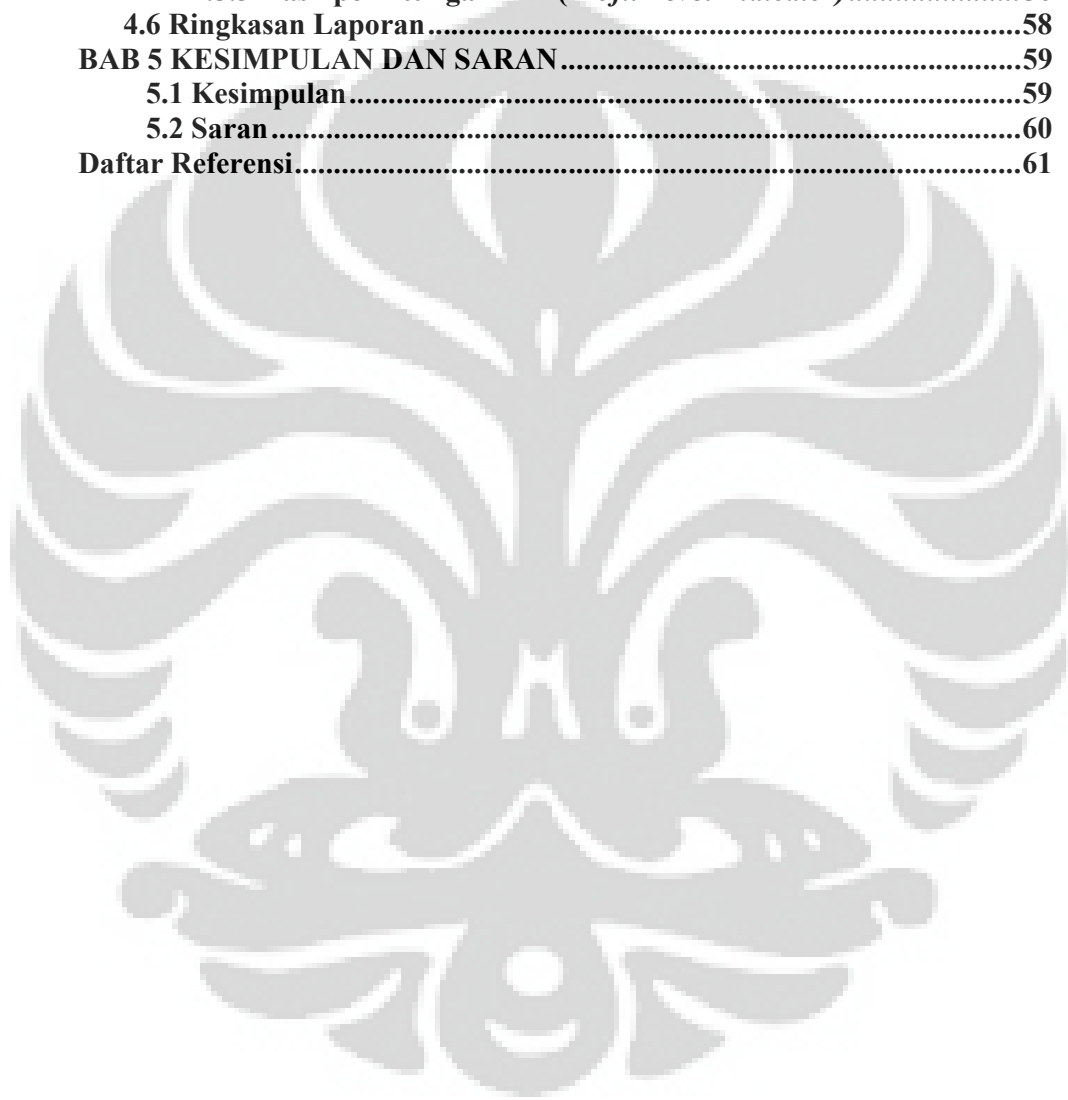 4.6 Ringkasan Laporan....................................................................................58
BAB 5 KESIMPULAN DAN SARAN..............................................................59
5.1 Kesimpulan.............................................................................................59
5.2 Saran......................................................................................................60
Daftar Referensi..................................................................................................61